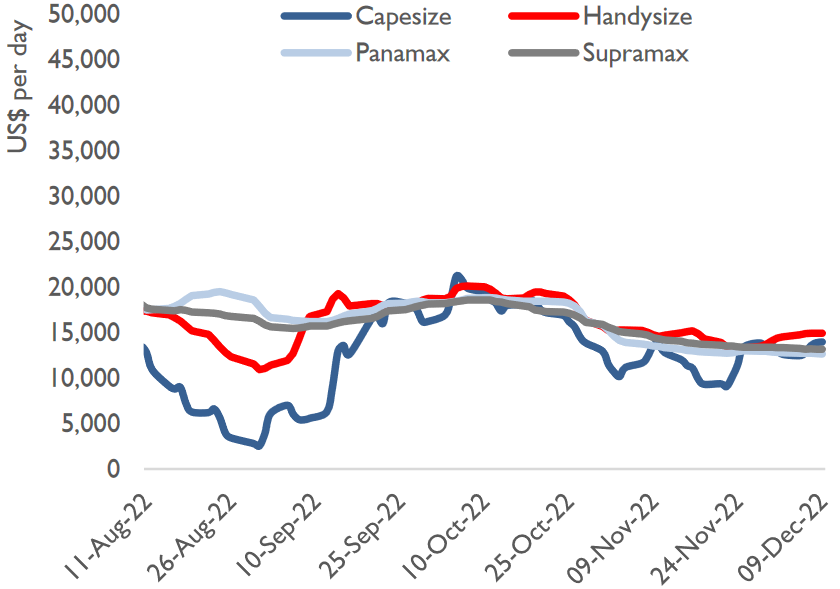 US$ per day
50,000
45,000
40,000
35,000
30,000
25,000
20,000
15,000
10,000
5,000
0
Capesize Handysize
Panamax Supramax
11-Aug-22 26-Aug-22 10-Sep-22 25-Sep-22 10-Oct-22 25-Oct-22 09-Nov-22 24-Nov-22 09-Dec-22